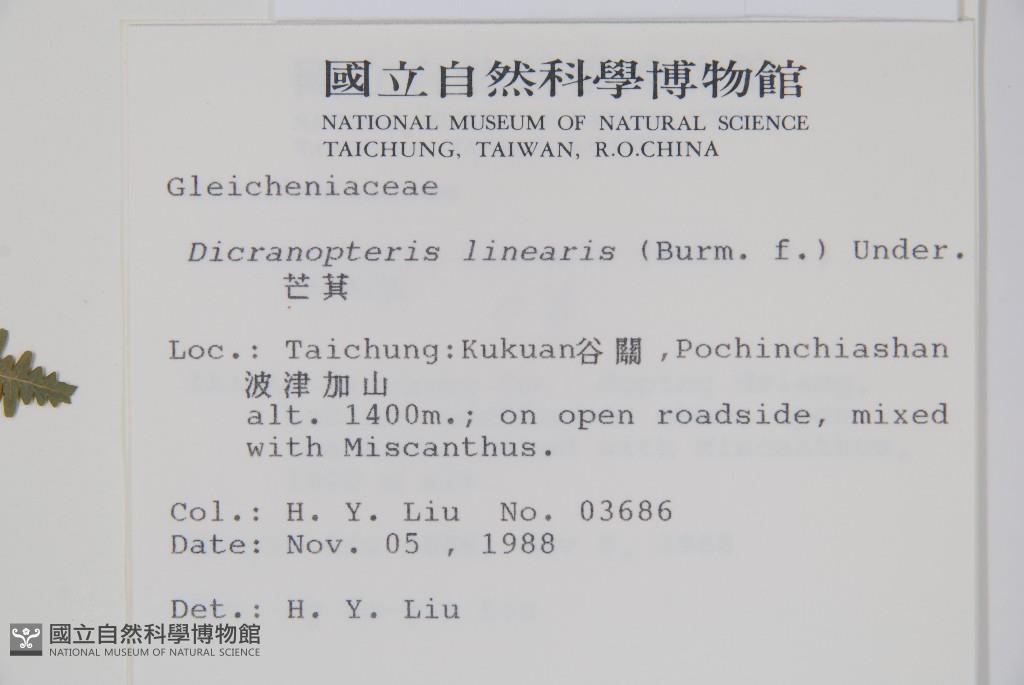 國立自然科學博物館
NATIONAL MUSEUM OF NATURAL SCIENCE
TAICHUNG, TAIWAN, R.O.CHINA
Gleicheniaceae
Dicranopteris linearis (Burm. f.) Under.
芒萁
Loc.: Taichung:Kukuan谷關,Pochinchiashan
波津加山
alt. 1400m.; on open roadside, mixed
with Miscanthus.
Col.: H. Y. Liu No. 03686
Date: Nov. 05 , 1988
Det.: H. Y. Liu
國立自然科學博物館
NATIONAL MUSEUM OF NATURAL SCIENCE